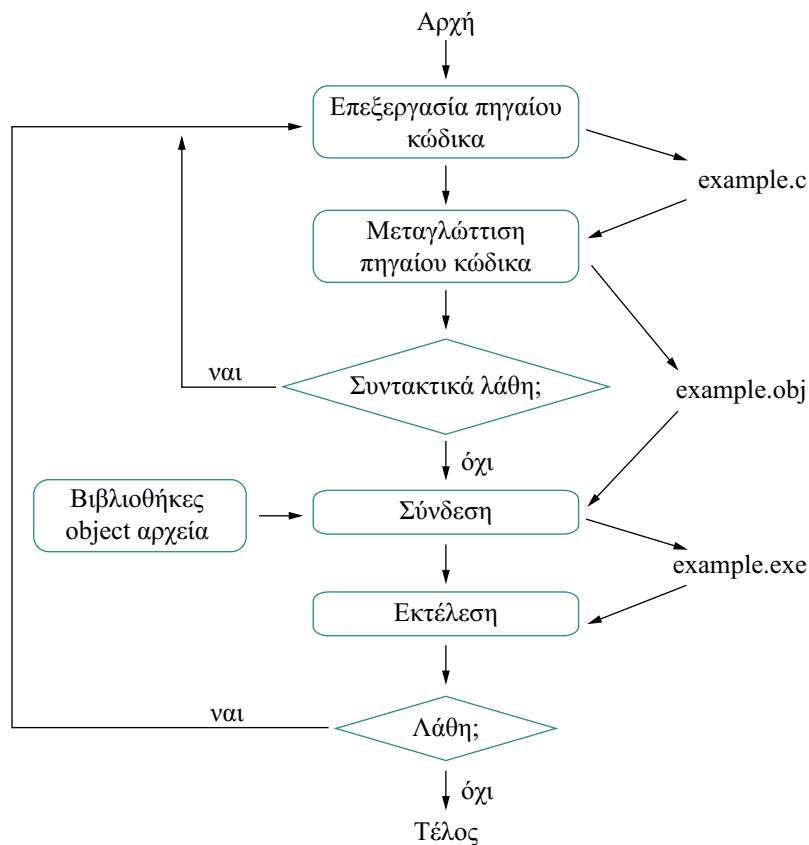 Αρχή
Επεξεργασία πηγαίου
κώδικα
example.c
Μεταγλώττιση
πηγαίου κώδικα
ναι
Συντακτικά λάθη;
example.obj
όχι
Βιβλιοθήκες
object αρχεία
Σύνδεση
example.exe
Εκτέλεση
ναι
Λάθη;
όχι
Τέλος